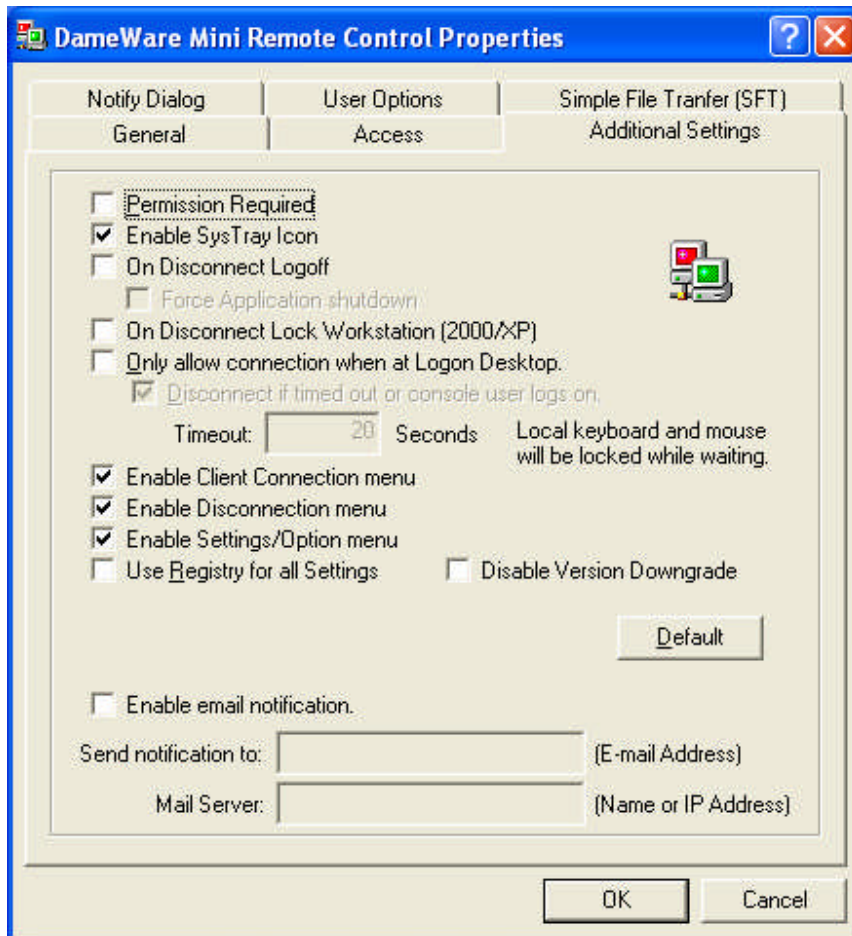 DameWare Mini Remote Control Properties
Notify Dialog
User Options
Simple File Tranfer (SFT)
General
Access
Additional Settings
Permission Required
Enable SysTray Icon
On Disconnect Logoff
Force Application shutdown
On Disconnect Lock Workstation (2000/XP)
Only allow connection when at Logon Desktop.
Disconnect if timed out or console user logs on.
Timeout: 20 Seconds
Local keyboard and mouse
will be locked while waiting.
Enable Client Connection menu
Enable Disconnection menu
Enable Settings/Option menu
Use Registry for all Settings
Disable Version Downgrade
Default
Enable email notification.
Send notification to: (E-mail Address)
Mail Server: (Name or IP Address)
OK
Cancel